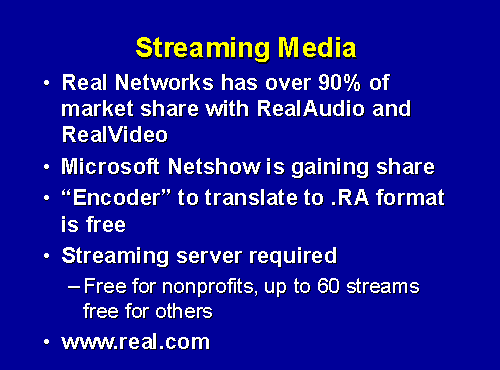 Streaming Media
• Real Networks has over 90% of
market share with RealAudio and
RealVideo
• Microsoft Netshow is gaining share
• “Encoder” to translate to .RA format
is free
• Streaming server required
– Free for nonprofits, up to 60 streams
free for others
• www.real.com